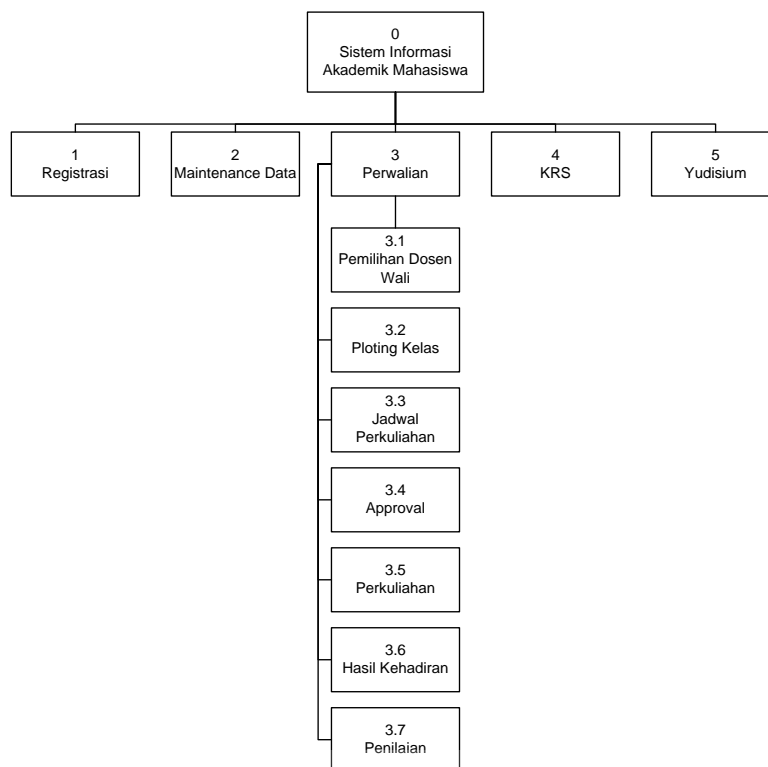 0
Sistem Informasi
Akademik Mahasiswa
1
Registrasi
2
Maintenance Data
3
Perwalian
4
KRS
5
Yudisium
3.1
Pemilihan Dosen
Wali
3.2
Ploting Kelas
3.3
Jadwal
Perkuliahan
3.4
Approval
3.5
Perkuliahan
3.6
Hasil Kehadiran
3.7
Penilaian